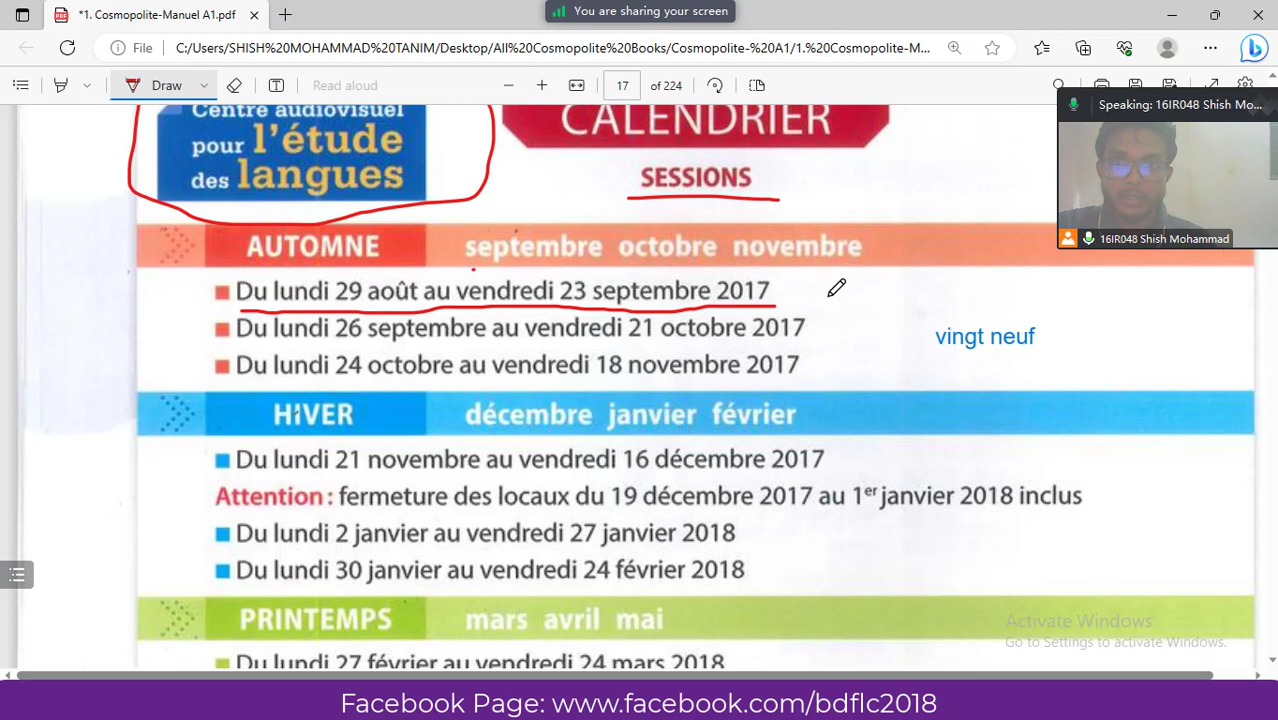 *1. Cosmopolite-Manuel A1.pdf
You are sharing your screen
File C:/Users/SHISH%20MOHAMMAD%20TANIM/Desktop/All%20Cosmopolite%20Books/Cosmopolite-%20A1/1.%20Cosmopolite-M...
Draw Read aloud 17 of 224
Speaking: 16IR048 Shish Mo...
16IR048 Shish Mohammad
Centre audiovisuel
pour l'étude
des langues
CALENDRIER
SESSIONS
AUTOMNE septembre octobre novembre
Du lundi 29 août au vendredi 23 septembre 2017
Du lundi 26 septembre au vendredi 21 octobre 2017
vingt neuf
Du lundi 24 octobre au vendredi 18 novembre 2017
HIVER décembre janvier février
Du lundi 21 novembre au vendredi 16 décembre 2017
Attention : fermeture des locaux du 19 décembre 2017 au 1er janvier 2018 inclus
Du lundi 2 janvier au vendredi 27 janvier 2018
Du lundi 30 janvier au vendredi 24 février 2018
PRINTEMPS mars avril mai
Du lundi 27 février au vendredi 24 mars 2018
Activate Windows
Go to Settings to activate Windows.
Facebook Page: www.facebook.com/bdflc2018